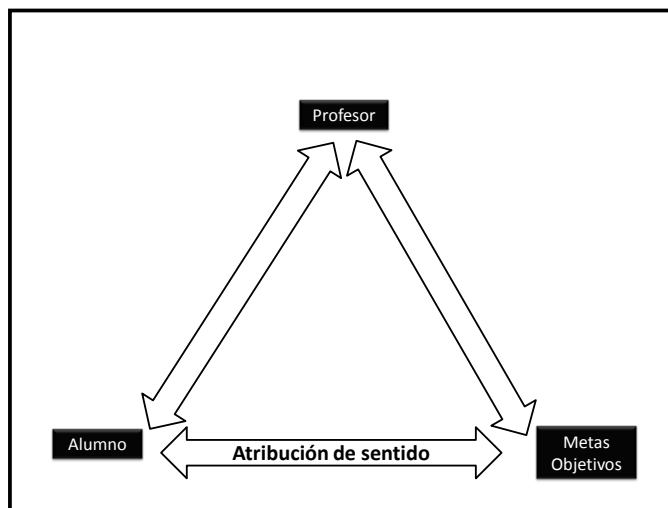 Profesor
Alumno
Atribución de sentido
Metas
Objetivos